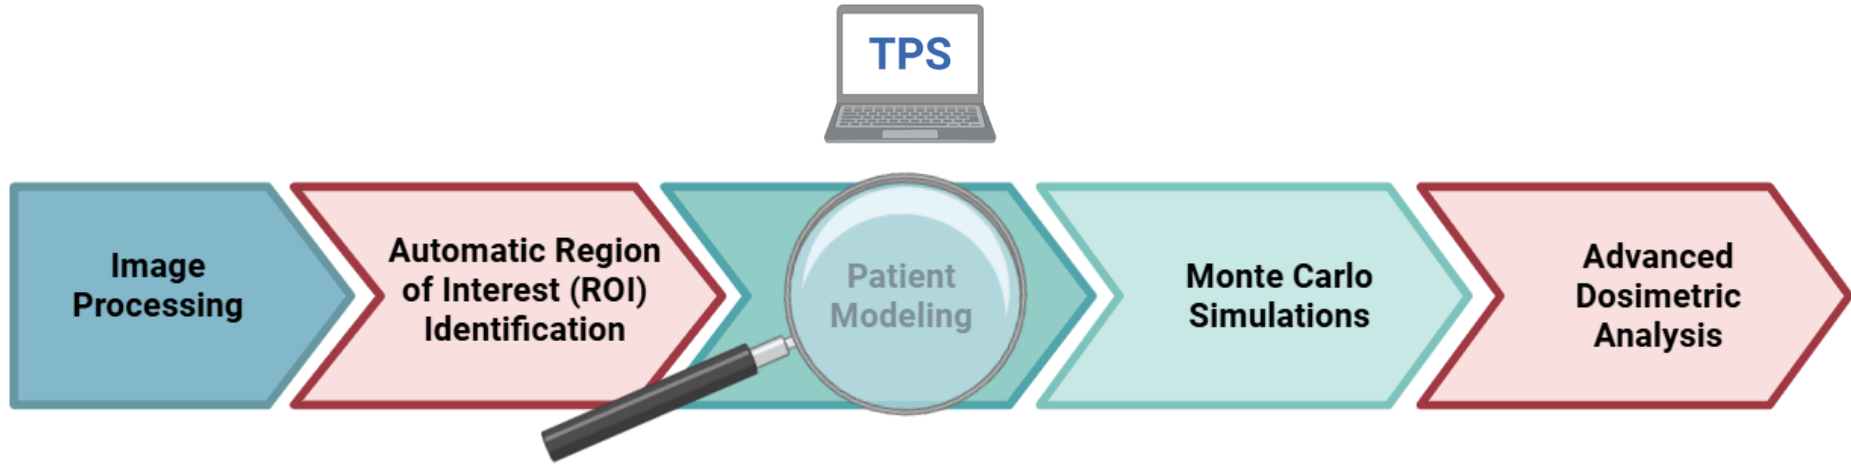 TPS
Image
Processing
Automatic Region
of Interest (ROI)
Identification
Patient
Modeling
Monte Carlo
Simulations
Advanced
Dosimetric
Analysis